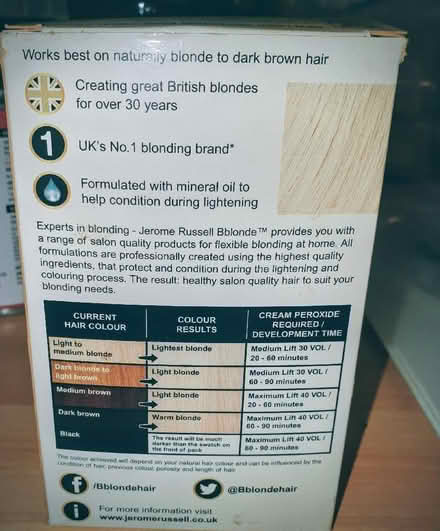 Works best on naturally blonde to dark brown hair
Creating great British blondes
for over 30 years
1
UK's No.1 blonding brand*
Formulated with mineral oil to
help condition during lightening
Experts in blonding - Jerome Russell Bblonde™ provides you with
a range of salon quality products for flexible blonding at home. All
formulations are professionally created using the highest quality
ingredients, that protect and condition during the lightening and
colouring process. The result: healthy salon quality hair to suit your
blonding needs.
CURRENT HAIR COLOUR COLOUR RESULTS CREAM PEROXIDE REQUIRED / DEVELOPMENT TIME
Light to medium blonde Lightest blonde Medium Lift 30 VOL / 20 - 60 minutes
Dark blonde to light brown Light blonde Medium Lift 30 VOL / 60 - 90 minutes
Medium brown Light blonde Maximum Lift 40 VOL / 20 - 60 minutes
Dark brown Warm blonde Maximum Lift 40 VOL / 60 - 90 minutes
Black The result will be much darker than the swatch on the front of pack Maximum Lift 40 VOL / 60 - 90 minutes
The colour achieved will depend on your natural hair colour and can be influenced by the
condition of hair, previous colour, porosity and length of hair
f /Bblondehair @Bblondehair
i For more information visit
www.jeromerussell.co.uk